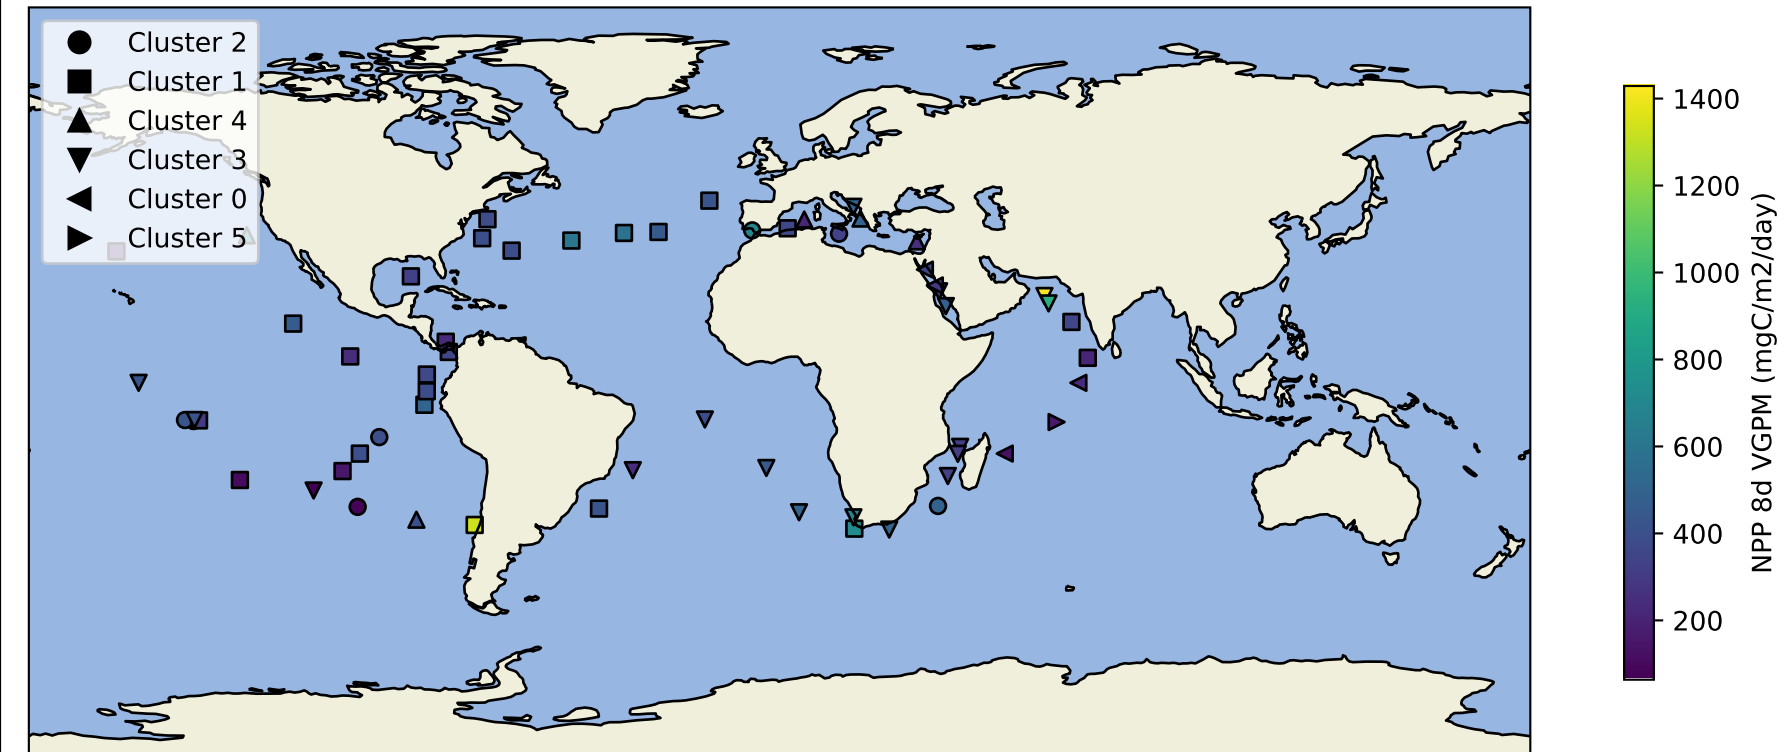 Cluster 2
Cluster 1
Cluster 4
Cluster 3
Cluster 0
Cluster 5
1400
1200
1000
800
600
400
200
NPP 8d VGPM (mgC/m2/day)